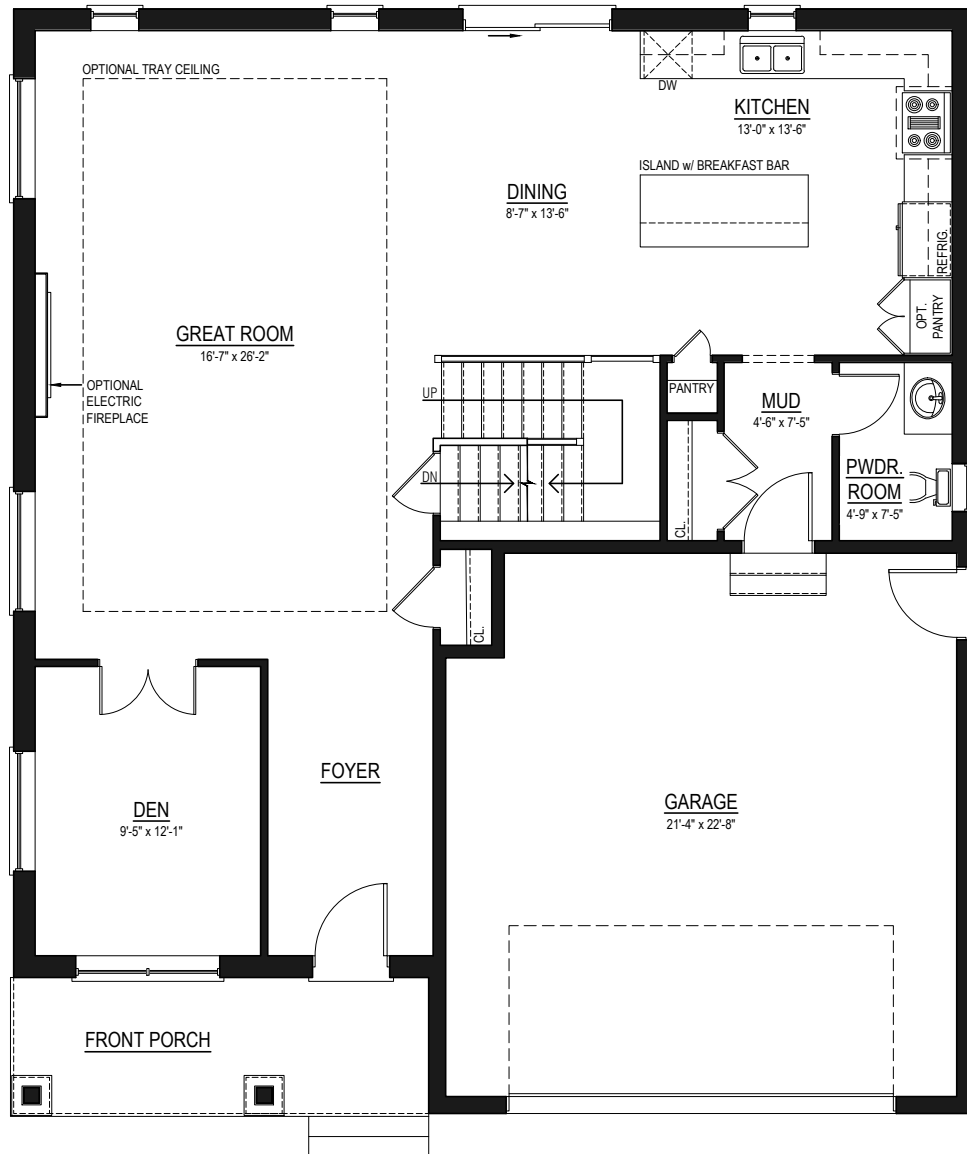 OPTIONAL TRAY CEILING
DW
KITCHEN
13'-0" x 13'-6"
ISLAND w/ BREAKFAST BAR
DINING
8'-7" x 13'-6"
REFRIG.
OPT.
PANTRY
GREAT ROOM
16'-7" x 26'-2"
OPTIONAL
ELECTRIC
FIREPLACE
UP
DN
PANTRY
MUD
4'-6" x 7'-5"
PWDR.
ROOM
4'-9" x 7'-5"
CL.
CL.
FOYER
DEN
9'-5" x 12'-1"
GARAGE
21'-4" x 22'-8"
FRONT PORCH